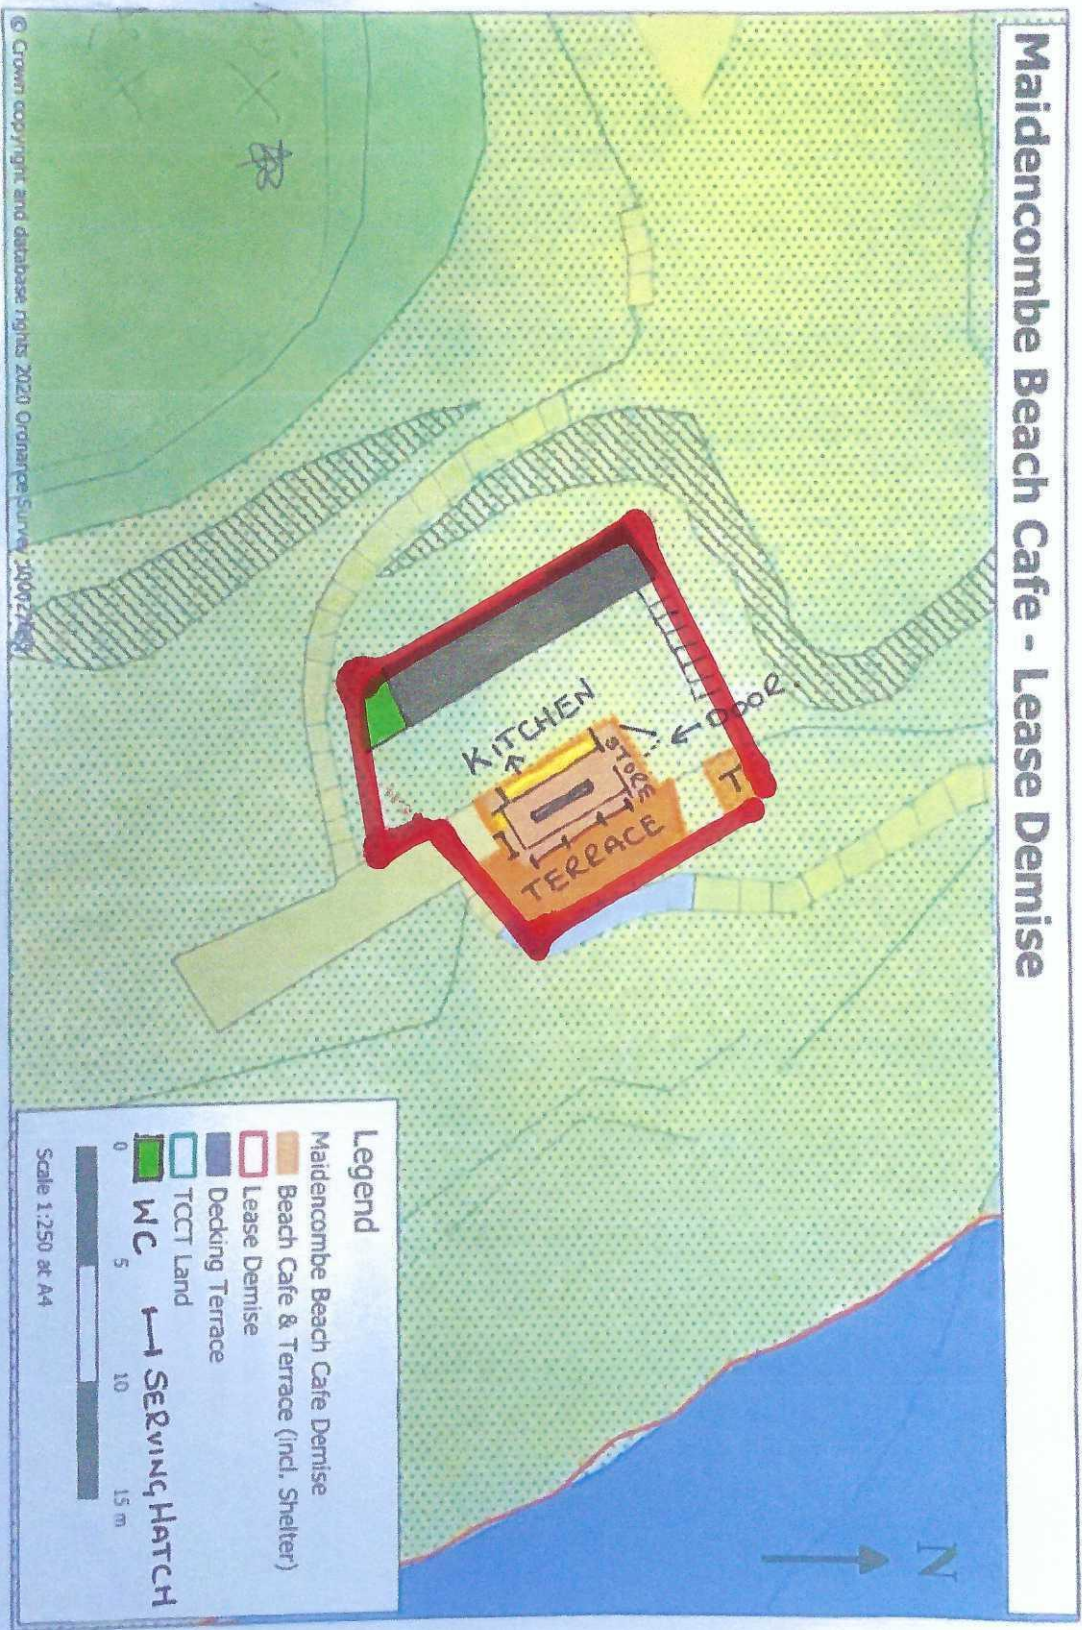 Maidencombe Beach Cafe - Lease Demise
N
DOOR.
KITCHEN
STORE
T
TERRACE
Legend
Maidencombe Beach Cafe Demise
Beach Cafe & Terrace (incl. Shelter)
Lease Demise
Decking Terrace
TCCT Land
WC
SERVING HATCH
0 5 10 15 m
Scale 1:250 at A4
© Crown copyright and database rights 2020 Ordnance Survey